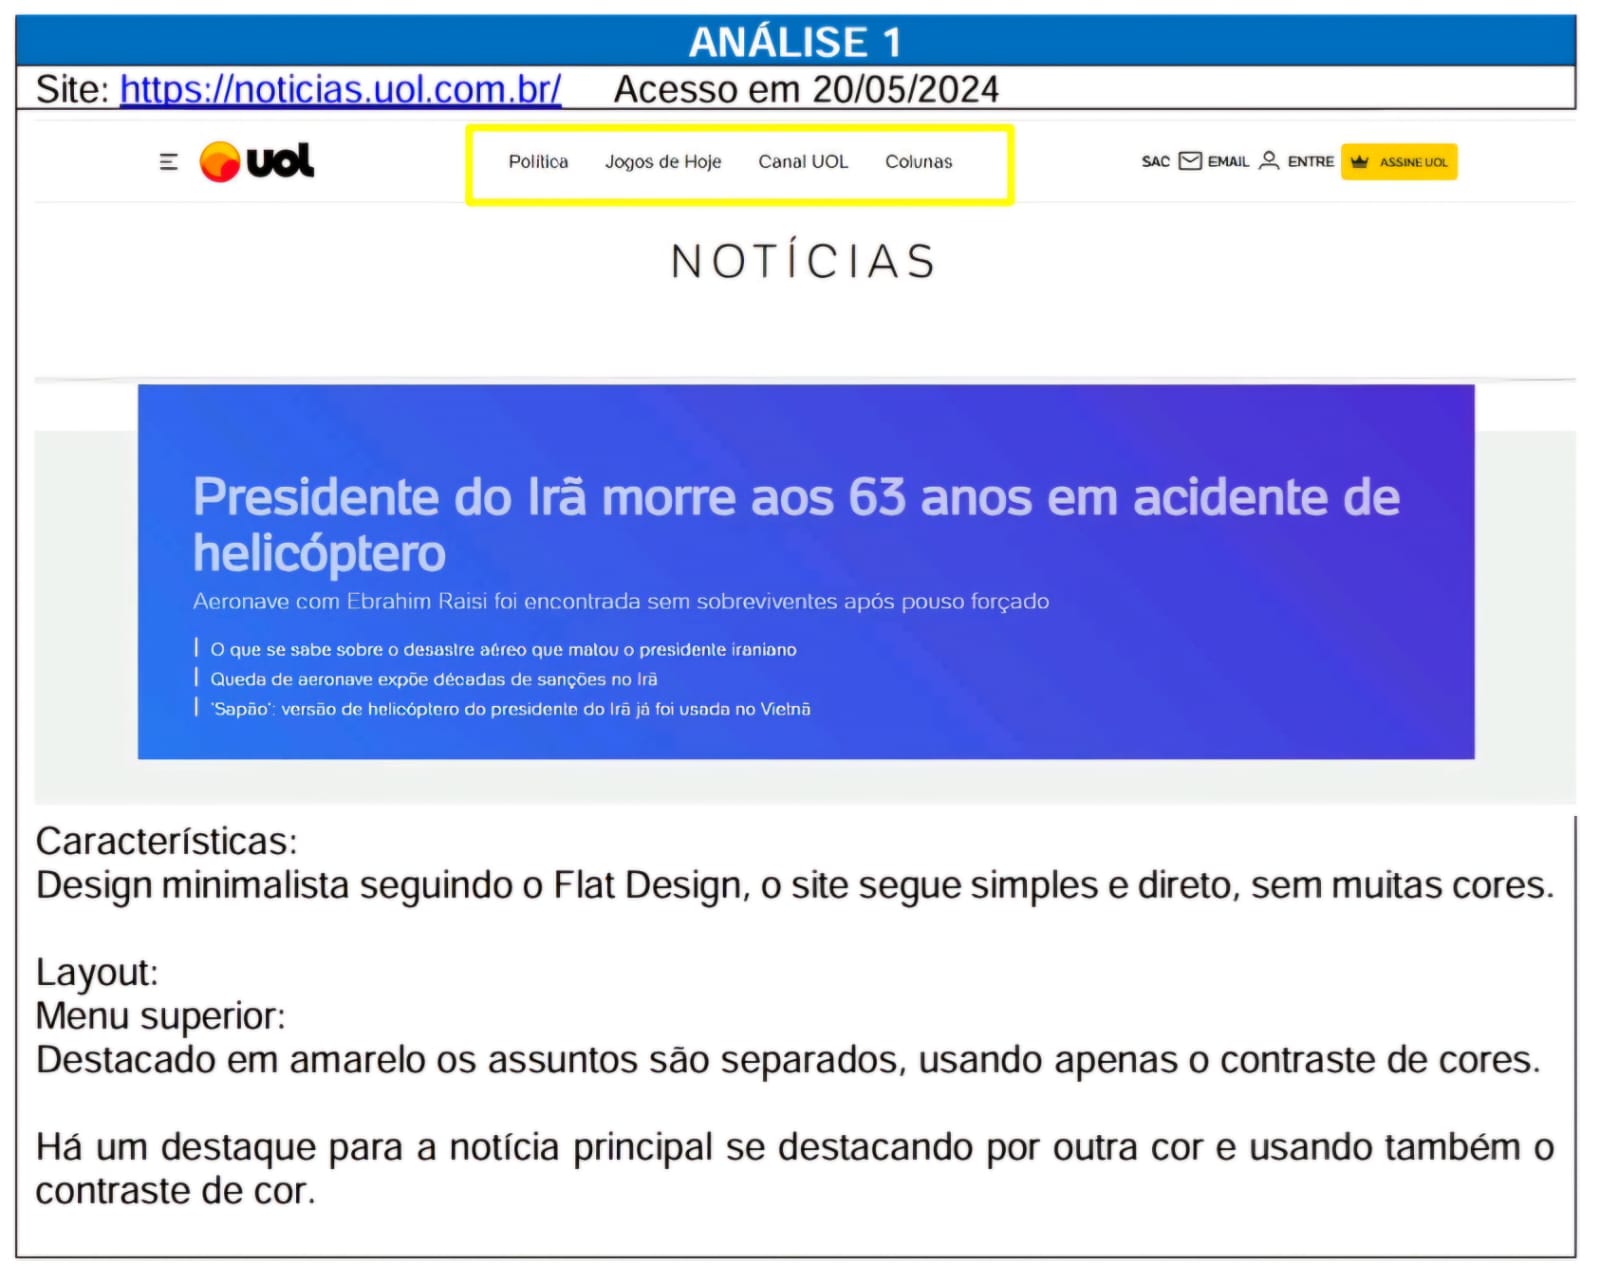 ANÁLISE 1
Site: https://noticias.uol.com.br/ Acesso em 20/05/2024
UOL Política Jogos de Hoje Canal UOL Colunas SAC EMAIL ENTRE ASSINE UOL
NOTÍCIAS
Presidente do Irã morre aos 63 anos em acidente de
helicóptero
Aeronave com Ebrahim Raisi foi encontrada sem sobreviventes após pouso forçado
O que se sabe sobre o desastre aéreo que matou o presidente iraniano
Queda de aeronave expõe décadas de sanções no Irã
'Sapão': versão de helicóptero do presidente do Irã já foi usada no Vietnã
Características:
Design minimalista seguindo o Flat Design, o site segue simples e direto, sem muitas cores.
Layout:
Menu superior:
Destacado em amarelo os assuntos são separados, usando apenas o contraste de cores.
Há um destaque para a notícia principal se destacando por outra cor e usando também o
contraste de cor.